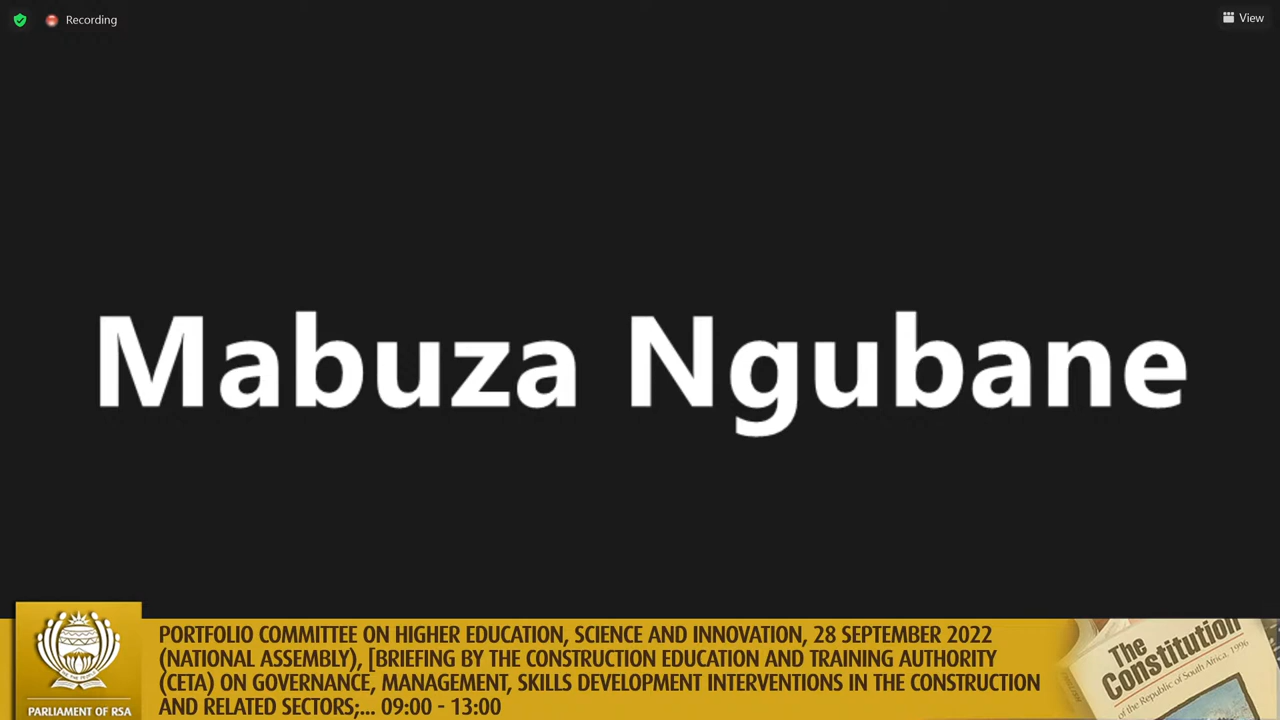 Recording
View
Mabuza Ngubane
PORTFOLIO COMMITTEE ON HIGHER EDUCATION, SCIENCE AND INNOVATION, 28 SEPTEMBER 2022
(NATIONAL ASSEMBLY), [BRIEFING BY THE CONSTRUCTION EDUCATION AND TRAINING AUTHORITY
(CETA) ON GOVERNANCE, MANAGEMENT, SKILLS DEVELOPMENT INTERVENTIONS IN THE CONSTRUCTION
AND RELATED SECTORS;... 09:00 - 13:00
PARLIAMENT OF RSA
The
Constitution
of the Republic of South Africa, 1996